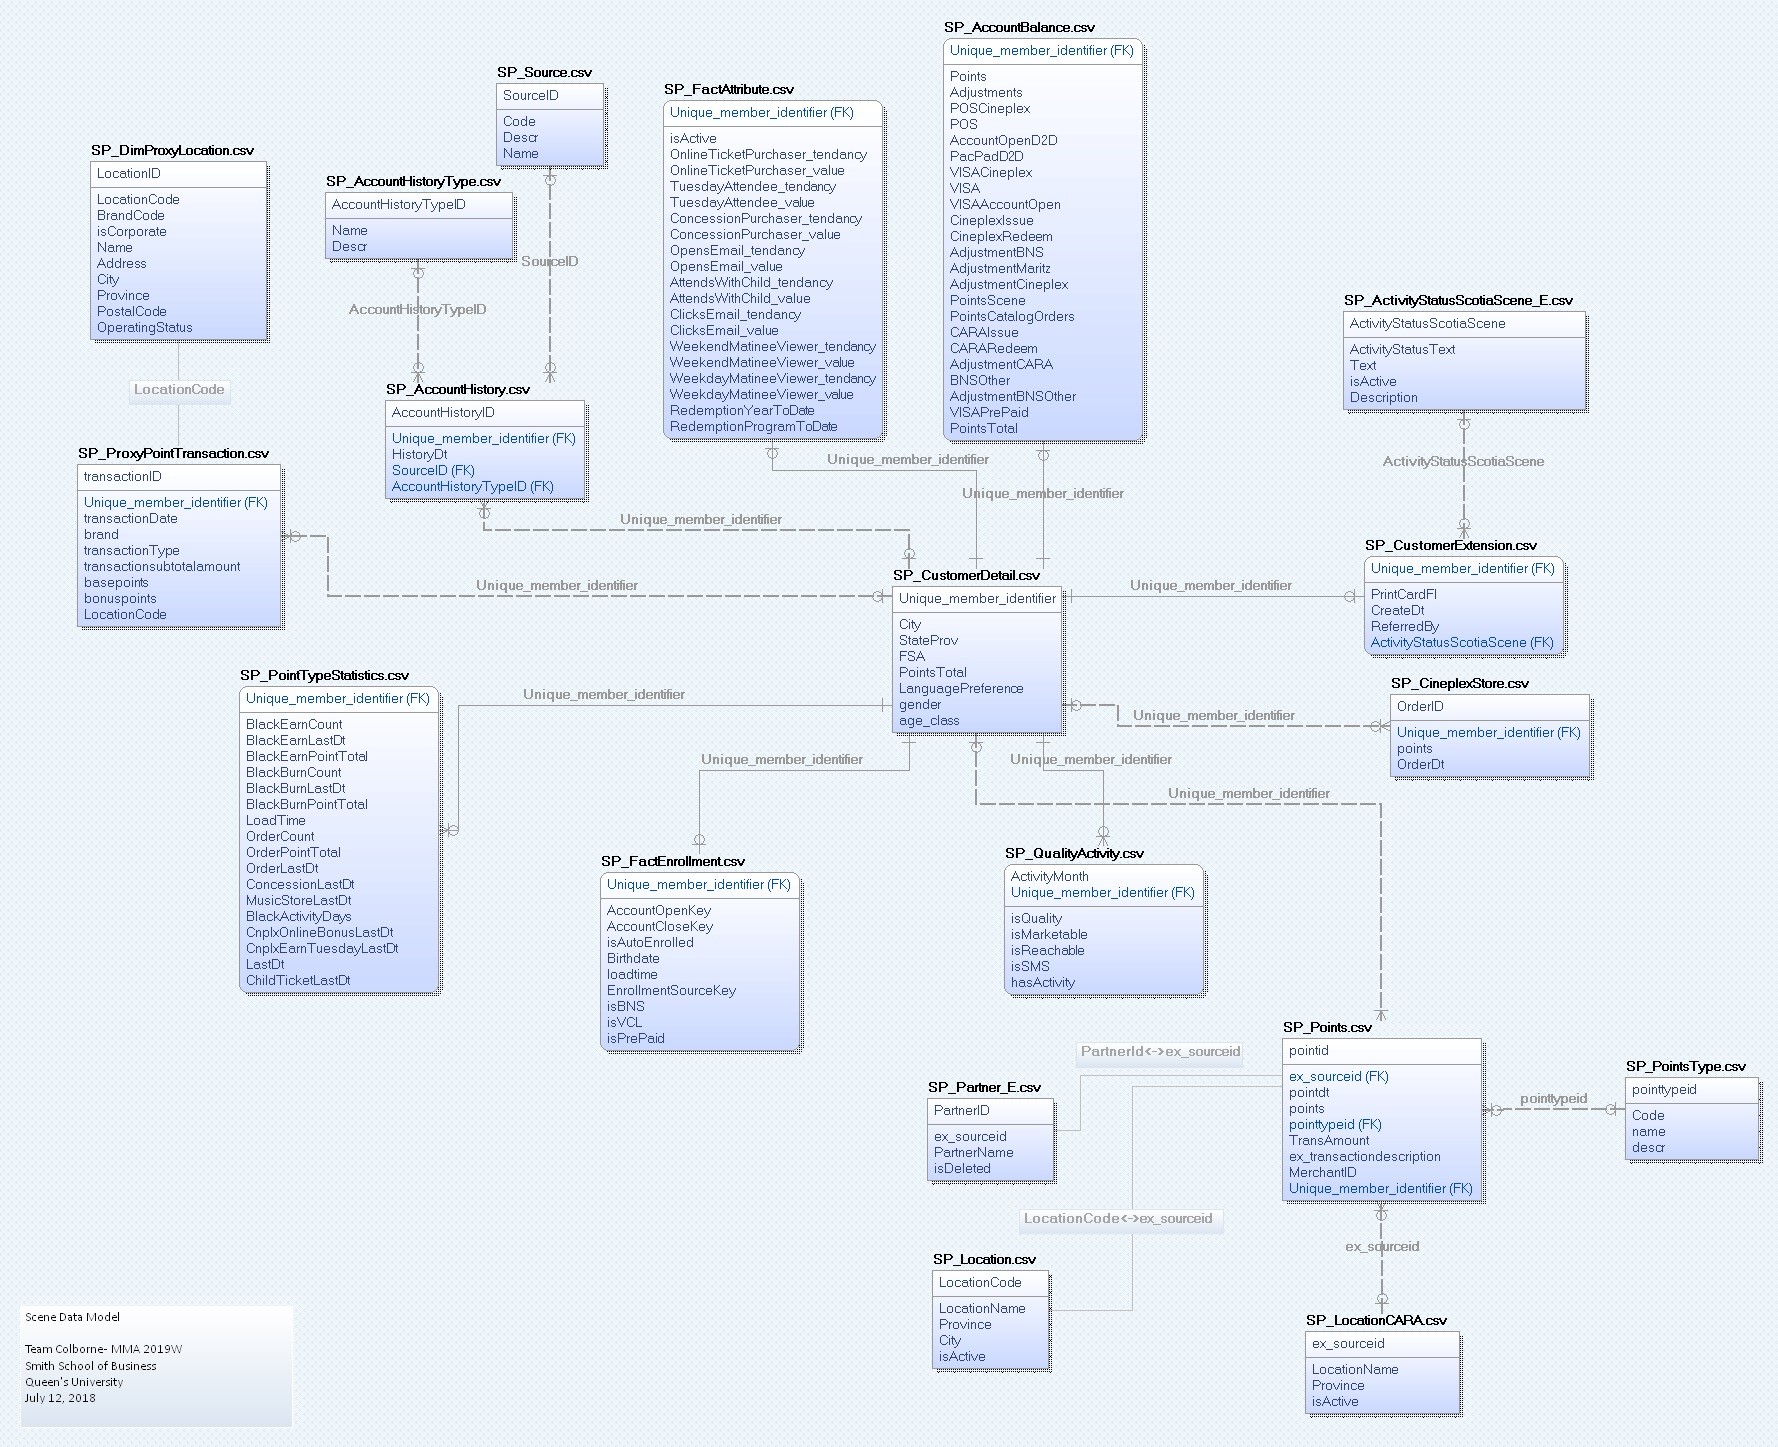 SP_AccountBalance.csv
Unique_member_identifier (FK)
Points
Adjustments
POSCineplex
POS
AccountOpenD2D
PacPadD2D
VISACineplex
VISA
VISAAccountOpen
CineplexIssue
CineplexRedeem
AdjustmentBNS
AdjustmentMaritz
AdjustmentCineplex
PointsScene
PointsCatalogOrders
CARAIssue
CARARedeem
AdjustmentCARA
BNSOther
AdjustmentBNSOther
VISAPrePaid
PointsTotal
SP_Source.csv
SourceID
Code
Descr
Name
SP_FactAttribute.csv
Unique_member_identifier (FK)
isActive
OnlineTicketPurchaser_tendancy
OnlineTicketPurchaser_value
TuesdayAttendee_tendancy
TuesdayAttendee_value
ConcessionPurchaser_tendancy
ConcessionPurchaser_value
OpensEmail_tendancy
OpensEmail_value
AttendsWithChild_tendancy
AttendsWithChild_value
ClicksEmail_tendancy
ClicksEmail_value
WeekendMatineeViewer_tendancy
WeekendMatineeViewer_value
WeekdayMatineeViewer_tendancy
WeekdayMatineeViewer_value
RedemptionYearToDate
RedemptionProgramToDate
SP_DimProxyLocation.csv
LocationID
LocationCode
BrandCode
isCorporate
Name
Address
City
Province
PostalCode
OperatingStatus
SP_AccountHistoryType.csv
AccountHistoryTypeID
Name
Descr
SourceID
AccountHistoryTypeID
LocationCode
SP_AccountHistory.csv
AccountHistoryID
Unique_member_identifier (FK)
HistoryDt
SourceID (FK)
AccountHistoryTypeID (FK)
SP_ActivityStatusScotiaScene_E.csv
ActivityStatusScotiaScene
ActivityStatusText
Text
isActive
Description
ActivityStatusScotiaScene
SP_ProxyPointTransaction.csv
transactionID
Unique_member_identifier (FK)
transactionDate
brand
transactionType
transactionsubtotalamount
basepoints
bonuspoints
LocationCode
Unique_member_identifier
Unique_member_identifier
Unique_member_identifier
Unique_member_identifier
SP_CustomerDetail.csv
Unique_member_identifier
City
StateProv
FSA
PointsTotal
LanguagePreference
gender
age_class
Unique_member_identifier
SP_CustomerExtension.csv
Unique_member_identifier (FK)
PrintCardFl
CreateDt
ReferredBy
ActivityStatusScotiaScene (FK)
SP_PointTypeStatistics.csv
Unique_member_identifier (FK)
BlackEarnCount
BlackEarnLastDt
BlackEarnPointTotal
BlackBurnCount
BlackBurnLastDt
BlackBurnPointTotal
LoadTime
OrderCount
OrderPointTotal
OrderLastDt
ConcessionLastDt
MusicStoreLastDt
BlackActivityDays
CnplxOnlineBonusLastDt
CnplxEarnTuesdayLastDt
LastDt
ChildTicketLastDt
Unique_member_identifier
SP_CineplexStore.csv
OrderID
Unique_member_identifier (FK)
points
OrderDt
Unique_member_identifier
Unique_member_identifier
Unique_member_identifier
Unique_member_identifier
SP_FactEnrollment.csv
Unique_member_identifier (FK)
AccountOpenKey
AccountCloseKey
isAutoEnrolled
Birthdate
loadtime
EnrollmentSourceKey
isBNS
isVCL
isPrePaid
SP_QualityActivity.csv
ActivityMonth
Unique_member_identifier (FK)
isQuality
isMarketable
isReachable
isSMS
hasActivity
SP_Points.csv
pointid
ex_sourceid (FK)
pointdt
points
pointtypeid (FK)
TransAmount
ex_transactiondescription
MerchantID
Unique_member_identifier (FK)
PartnerId<->ex_sourceid
SP_Partner_E.csv
PartnerID
ex_sourceid
PartnerName
isDeleted
pointtypeid
SP_PointsType.csv
pointtypeid
Code
name
descr
LocationCode<->ex_sourceid
ex_sourceid
SP_Location.csv
LocationCode
LocationName
Province
City
isActive
SP_LocationCARA.csv
ex_sourceid
LocationName
Province
isActive
Scene Data Model
Team Colborne- MMA 2019W
Smith School of Business
Queen's University
July 12, 2018